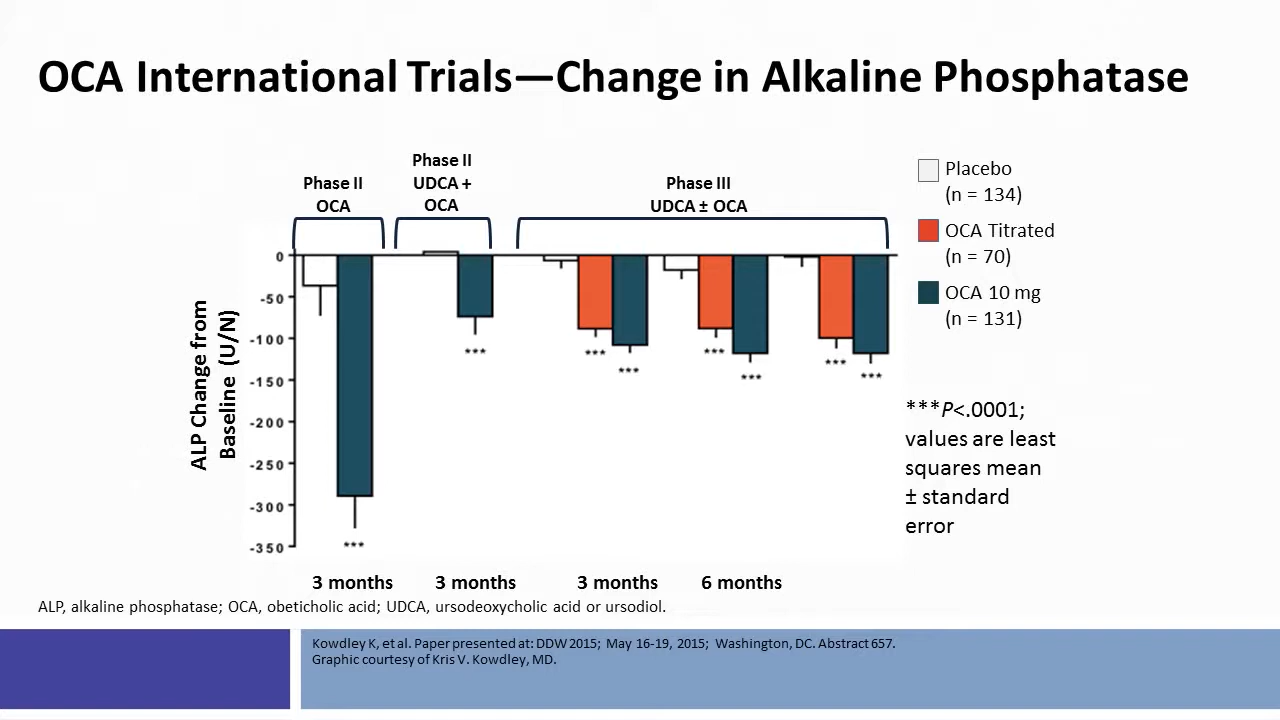 OCA International Trials—Change in Alkaline Phosphatase
Phase II
OCA
Phase II
UDCA +
OCA
Phase III
UDCA ± OCA
Placebo
(n = 134)
OCA Titrated
(n = 70)
OCA 10 mg
(n = 131)
ALP Change from
Baseline (U/N)
0
-50
-100
-150
-200
-250
-300
-350
***
***
***
***
***
***
***
***
***P<.0001;
values are least
squares mean
± standard
error
3 months
3 months
3 months
6 months
ALP, alkaline phosphatase; OCA, obeticholic acid; UDCA, ursodeoxycholic acid or ursodiol.
Kowdley K, et al. Paper presented at: DDW 2015; May 16-19, 2015; Washington, DC. Abstract 657.
Graphic courtesy of Kris V. Kowdley, MD.